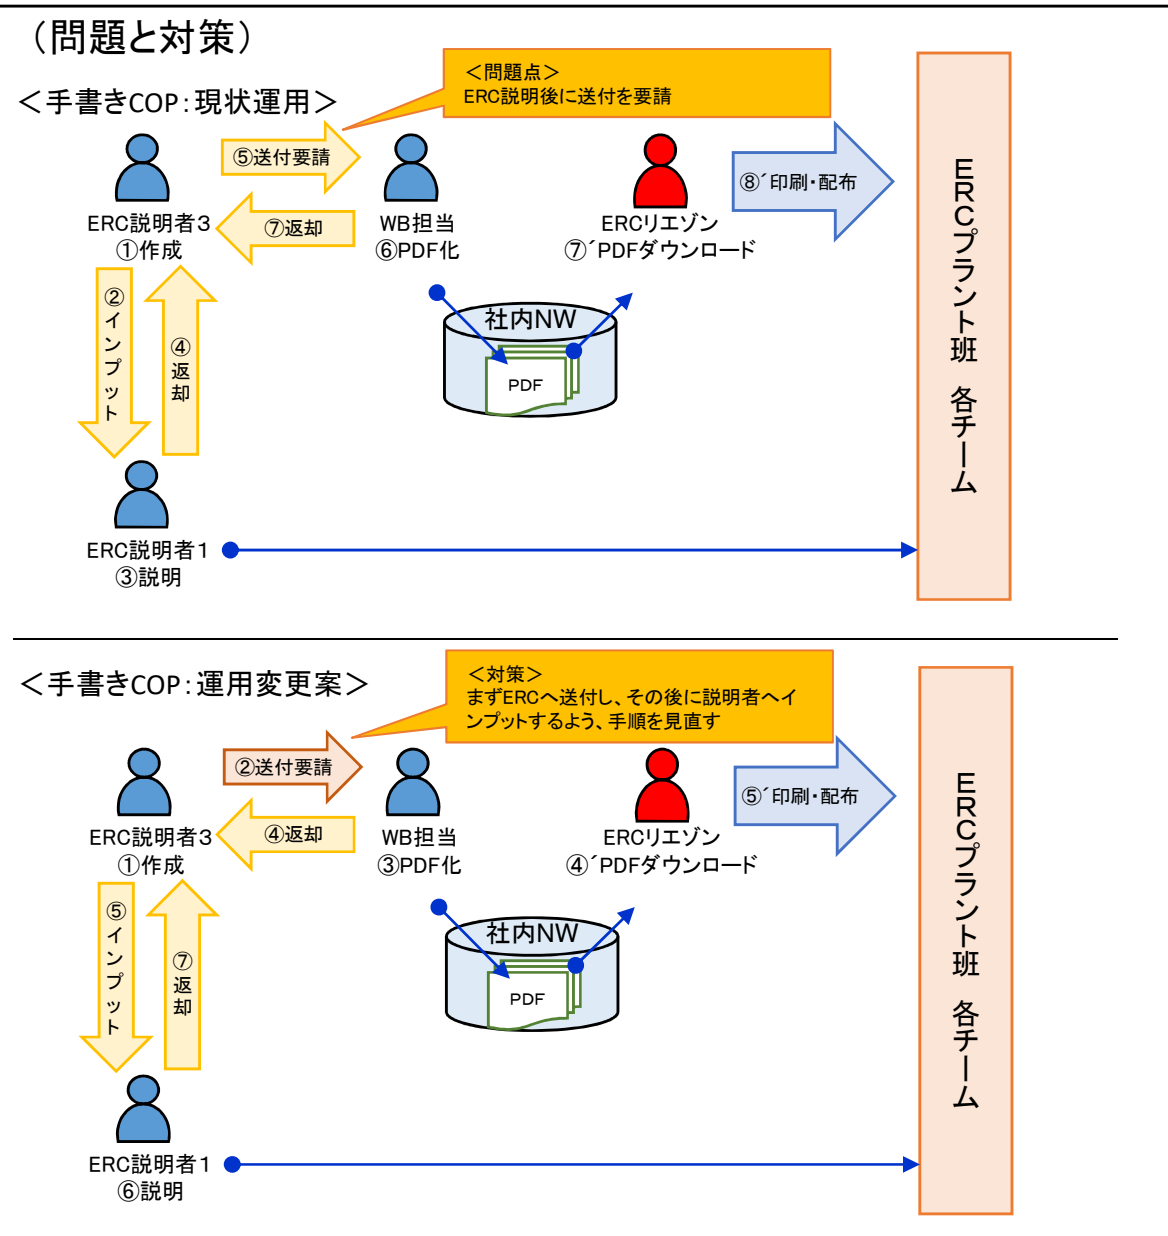 （問題と対策）
＜問題点＞
ERC説明後に送付を要請
＜手書きCOP：現状運用＞
⑤送付要請
⑧´印刷・配布
⑦返却
ERC説明者３
①作成
WB担当
⑥PDF化
ERCリエゾン
⑦´PDFダウンロード
②インプット
④返却
社内NW
PDF
ERC説明者１
③説明
ERCプラント班　各チーム
＜手書きCOP：運用変更案＞
＜対策＞
まずERCへ送付し、その後に説明者へイ
ンプットするよう、手順を見直す
②送付要請
⑤´印刷・配布
④返却
ERC説明者３
①作成
WB担当
③PDF化
ERCリエゾン
④´PDFダウンロード
⑤インプット
⑦返却
社内NW
PDF
ERC説明者１
⑥説明
ERCプラント班　各チーム